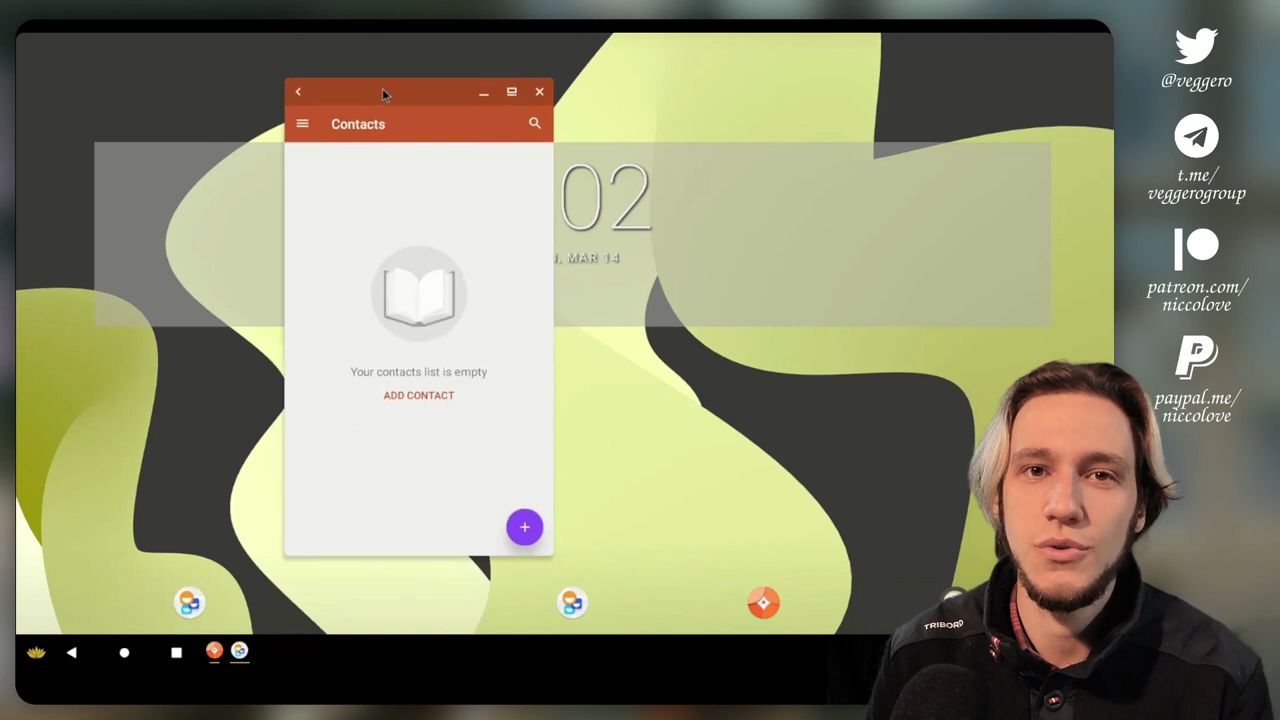 @veggero
t.me/
veggerogroup
patreon.com/
niccolove
paypal.me/
niccolove
Contacts
02
MAR 14
Your contacts list is empty
ADD CONTACT
TRIBORD